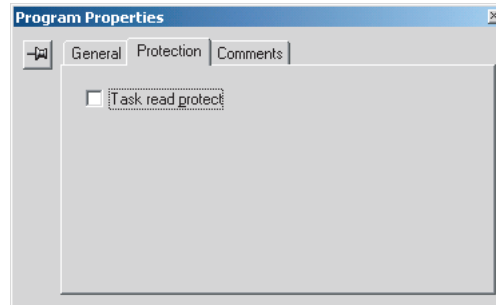 Program Properties
General Protection Comments
Task read protect